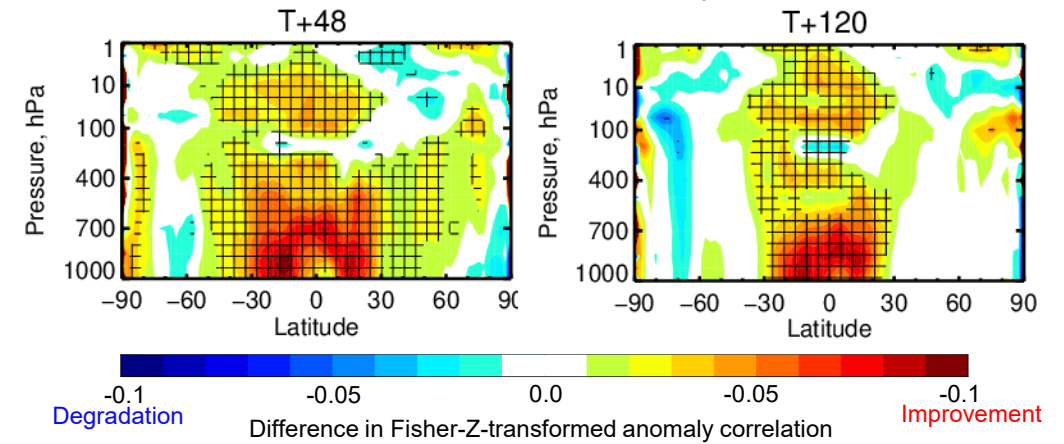 T+48
T+120
Pressure, hPa
1
10
100
400
700
1000
−90 −60 −30 0 30 60 90
Latitude
Pressure, hPa
1
10
100
400
700
1000
−90 −60 −30 0 30 60 90
Latitude
-0.1 -0.05 0.0 -0.05 -0.1
Degradation Improvement
Difference in Fisher-Z-transformed anomaly correlation